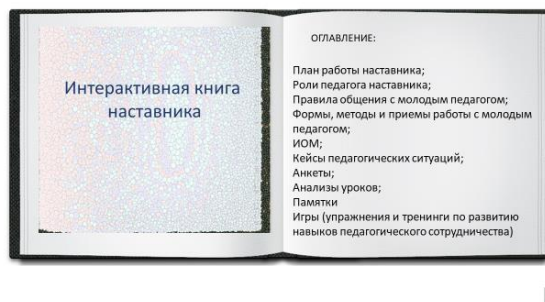 Интерактивная книга
наставника
ОГЛАВЛЕНИЕ:
План работы наставника;
Роли педагога наставника;
Правила общения с молодым педагогом;
Формы, методы и приемы работы с молодым
педагогом;
ИОМ;
Кейсы педагогических ситуаций;
Анкеты;
Анализы уроков;
Памятки
Игры (упражнения и тренинги по развитию
навыков педагогического сотрудничества)